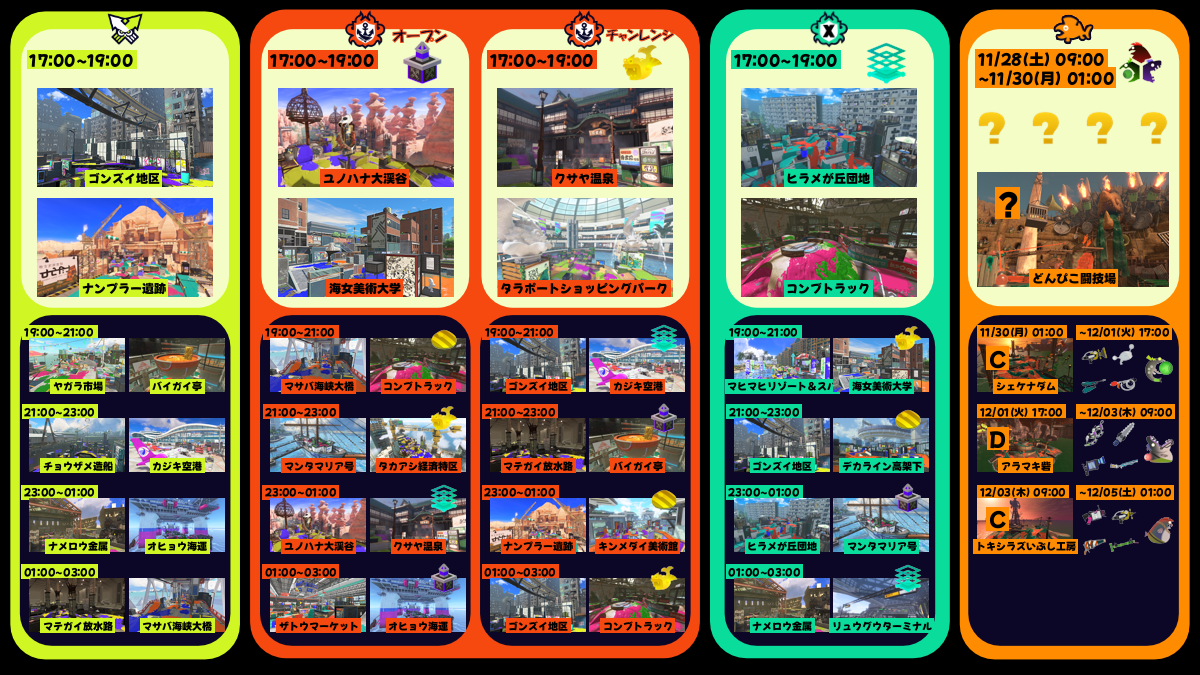 17:00~19:00
ゴンズイ地区
ナンプラー遺跡
19:00~21:00
ヤガラ市場
バイガイ亭
21:00~23:00
チョウザメ造船
カジキ空港
23:00~01:00
ナメロウ金属
オヒョウ海運
01:00~03:00
マテガイ放水路
マサバ海峡大橋
オープン
17:00~19:00
ユノハナ大渓谷
海女美術大学
チャレンジ
17:00~19:00
クサヤ温泉
タラポートショッピングパーク
19:00~21:00
マサバ海峡大橋
コンブトラック
21:00~23:00
マンタマリア号
タカアシ経済特区
23:00~01:00
ユノハナ大渓谷
クサヤ温泉
01:00~03:00
ザトウマーケット
オヒョウ海運
19:00~21:00
ゴンズイ地区
カジキ空港
21:00~23:00
マテガイ放水路
バイガイ亭
23:00~01:00
ナンプラー遺跡
キンメダイ美術館
01:00~03:00
ゴンズイ地区
コンブトラック
X
17:00~19:00
ヒラメが丘団地
コンブトラック
19:00~21:00
マヒマヒリゾート&スパ
海女美術大学
21:00~23:00
ゴンズイ地区
デカライン高架下
23:00~01:00
ヒラメが丘団地
マンタマリア号
01:00~03:00
ナメロウ金属
リュウグウターミナル
11/28(土) 09:00
~11/30(月) 01:00
? ? ? ?
?
どんぴこ闘技場
11/30(月) 01:00 ~12/01(火) 17:00
C
シェケナダム
12/01(火) 17:00 ~12/03(木) 09:00
D
アラマキ砦
12/03(木) 09:00 ~12/05(土) 01:00
C
トキシラズいぶし工房